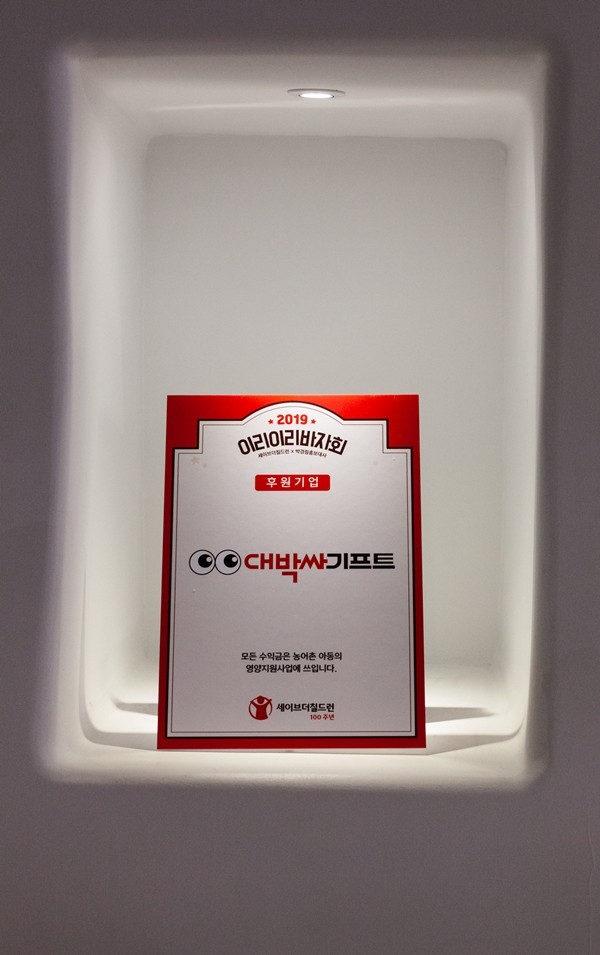 2019
이리이리바자회
세이브더칠드런 × 박경림홍보대사
후원기업
대박싸기프트
모든 수익금은 농어촌 아동의
영양지원사업에 쓰입니다.
세이브더칠드런
100 주년